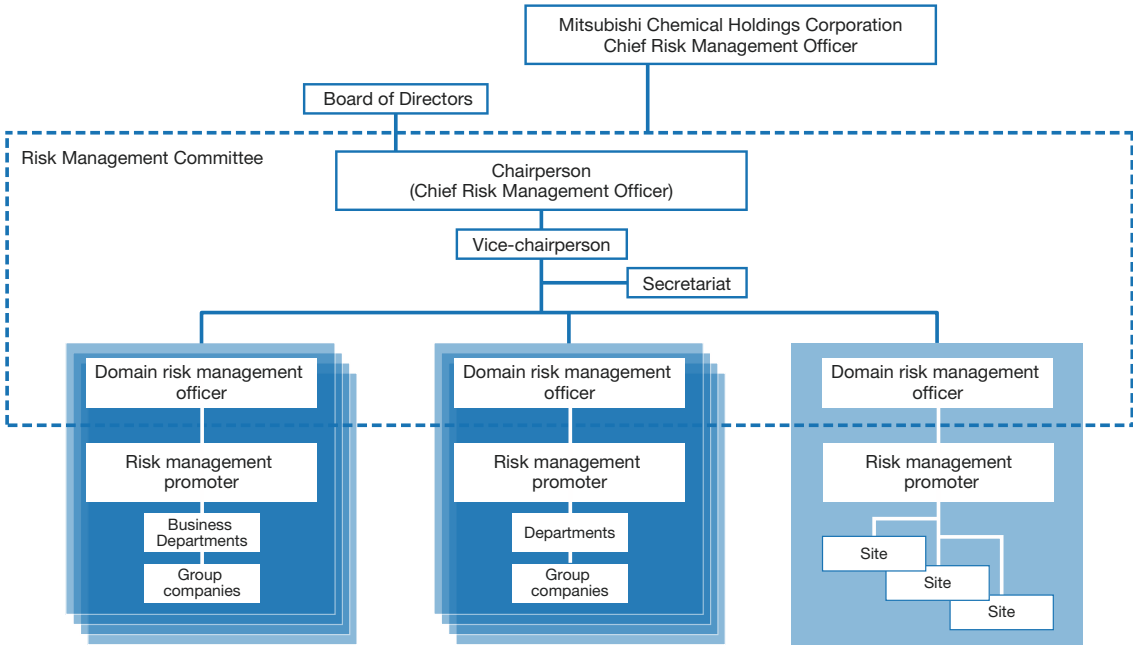 Mitsubishi Chemical Holdings Corporation
Chief Risk Management Officer
Board of Directors
Risk Management Committee
Chairperson
(Chief Risk Management Officer)
Vice-chairperson
Secretariat
Domain risk management
officer
Risk management
promoter
Business
Departments
Group
companies
Domain risk management
officer
Risk management
promoter
Departments
Group
companies
Domain risk management
officer
Risk management
promoter
Site
Site
Site